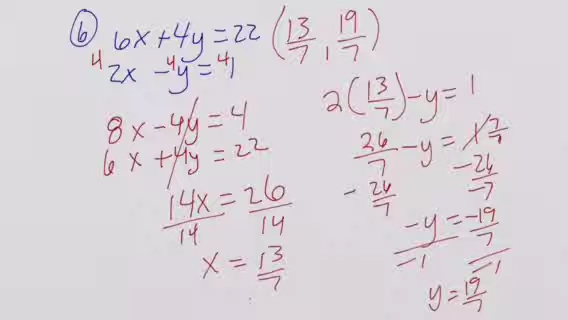 6 6x+4y=22 (13/7, 19/7)
4 2x -4y=41
8x-4y=4
6x+4y=22
14x=26
14 14
x=13/7
2(13/7)-y=1
26/7-y=1 7/7
-26/7 -26/-7
-y=-19/7
-1 -1
y=19/7